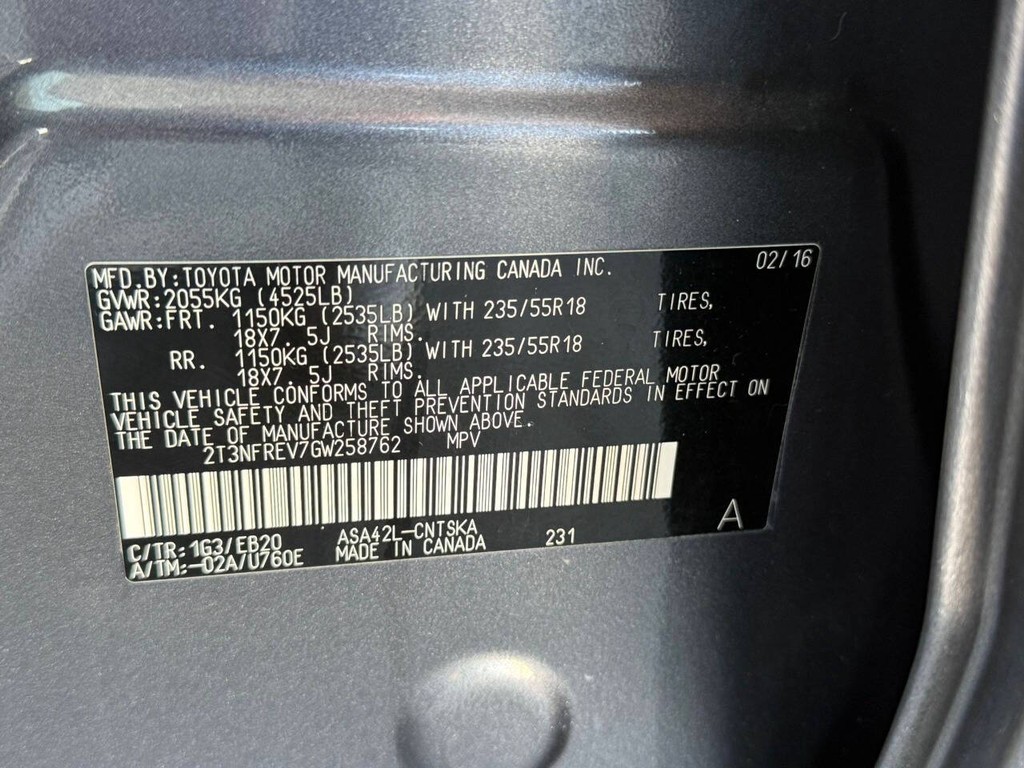 MFD.BY:TOYOTA MOTOR MANUFACTURING CANADA INC. 02/16
GVWR:2055KG (4525LB)
GAWR:FRT. 1150KG (2535LB) WITH 235/55R18 TIRES,
18X7. 5J RIMS.
RR. 1150KG (2535LB) WITH 235/55R18 TIRES,
18X7. 5J RIMS.
THIS VEHICLE CONFORMS TO ALL APPLICABLE FEDERAL MOTOR
VEHICLE SAFETY AND THEFT PREVENTION STANDARDS IN EFFECT ON
THE DATE OF MANUFACTURE SHOWN ABOVE.
2T3NFREV7GW258762 MPV
C/TR:1G3/EB20 ASA42L-CNTSKA 231 A
A/TM:-02A/U760E MADE IN CANADA